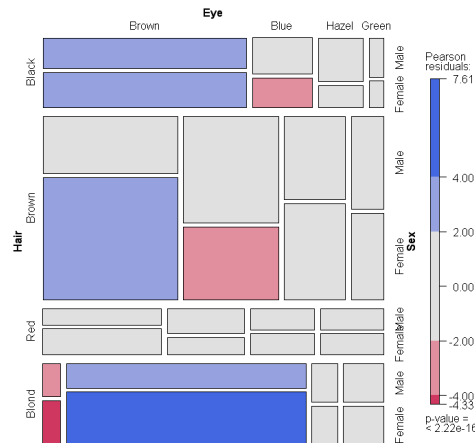 Eye
Brown Blue Hazel Green
Pearson
residuals:
7.61
4.00
2.00
0.00
-2.00
-4.00
-4.33
p-value =
< 2.22e-16
Hair
Black
Brown
Red
Blond
Sex
Male
Female
Male
Female
Male
Female
Male
Female